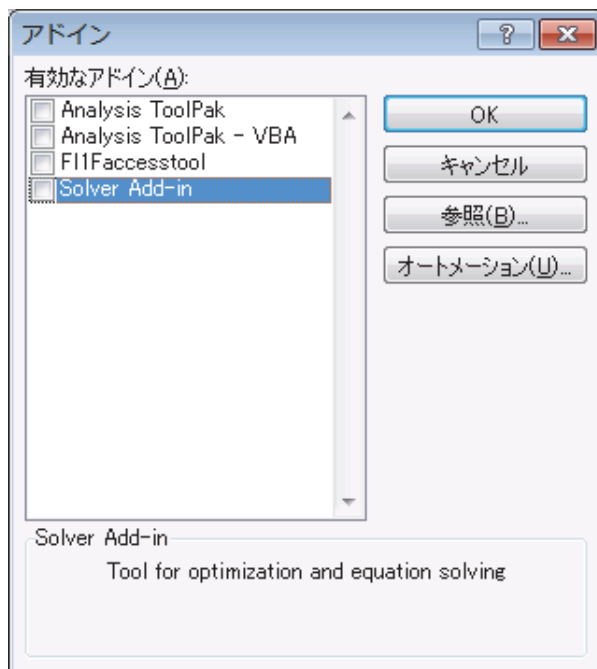 アドイン
有効なアドイン(A):
Analysis ToolPak
Analysis ToolPak - VBA
FI1Faccesstool
Solver Add-in
OK
キャンセル
参照(B)...
オートメーション(U)...
Solver Add-in
Tool for optimization and equation solving